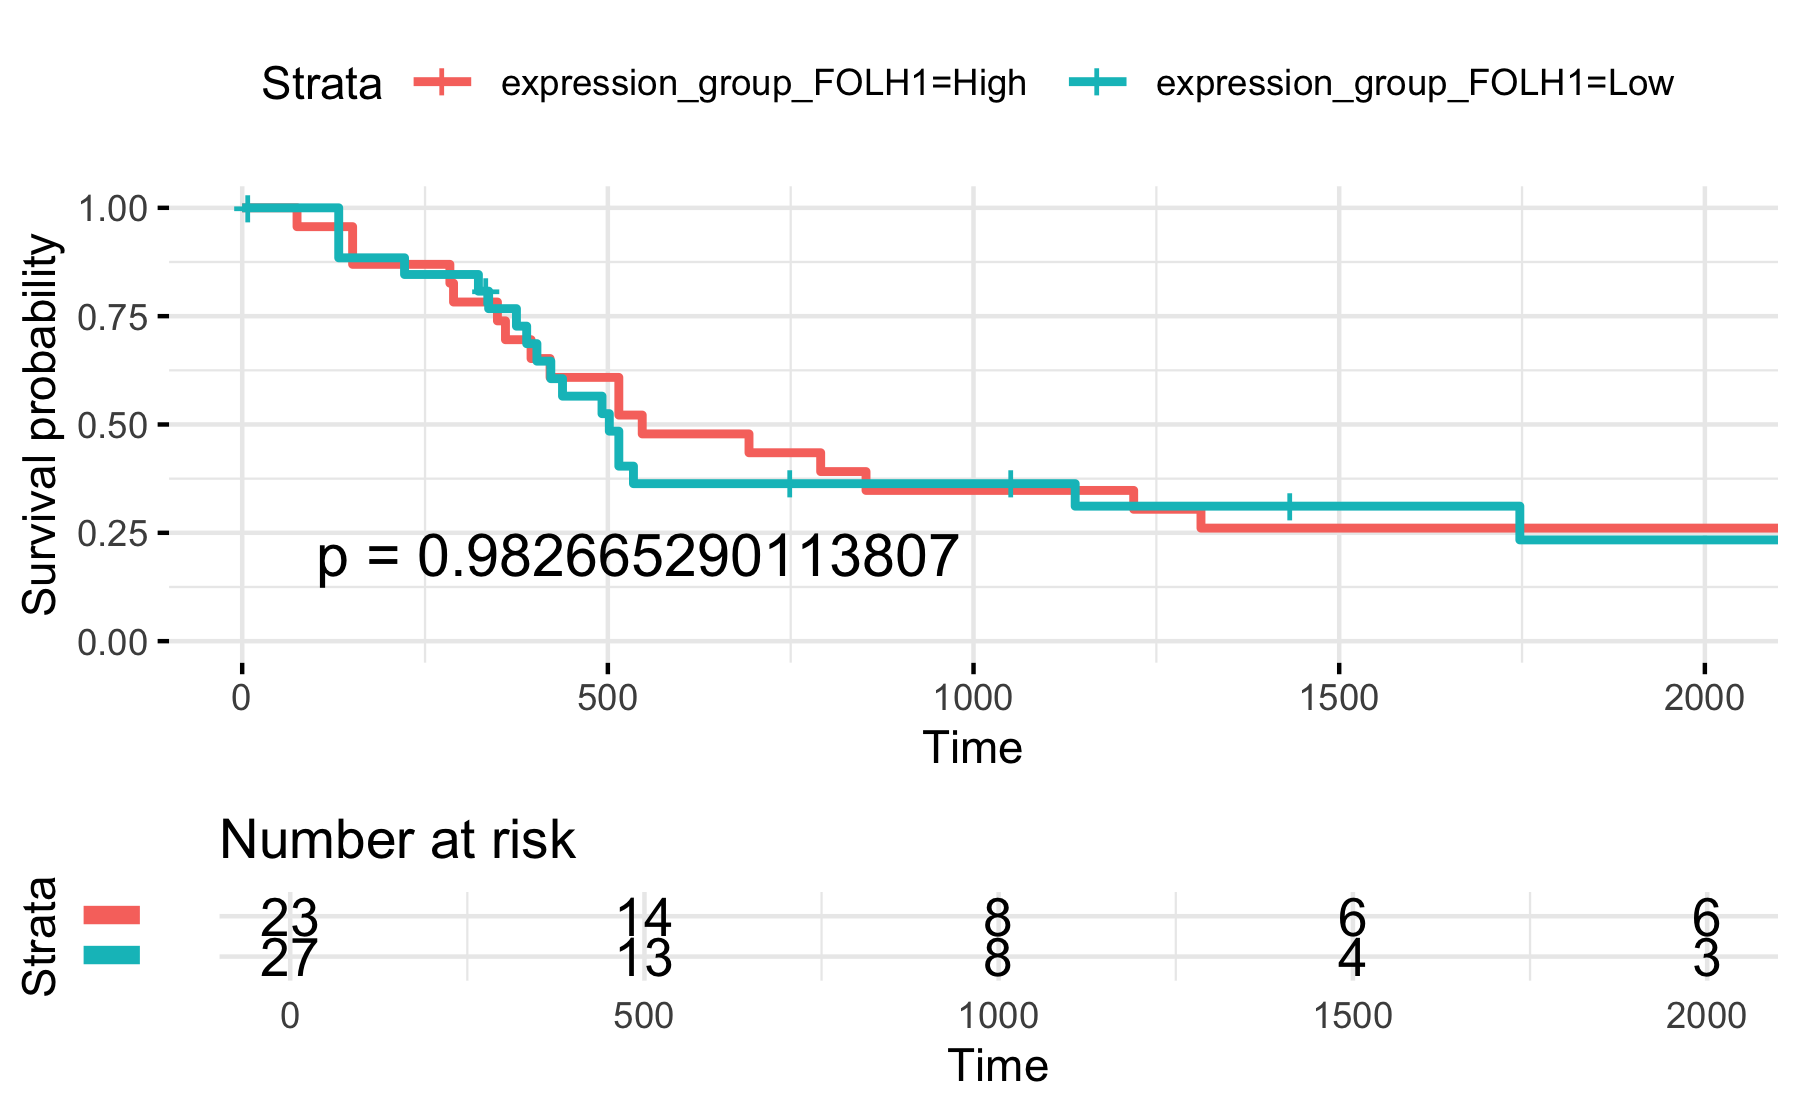 Strata expression_group_FOLH1=High expression_group_FOLH1=Low
Survival probability
1.00
0.75
0.50
0.25
0.00
p = 0.982665290113807
0 500 1000 1500 2000
Time
Number at risk
Strata
23 14 8 6 6
27 13 8 4 3
0 500 1000 1500 2000
Time